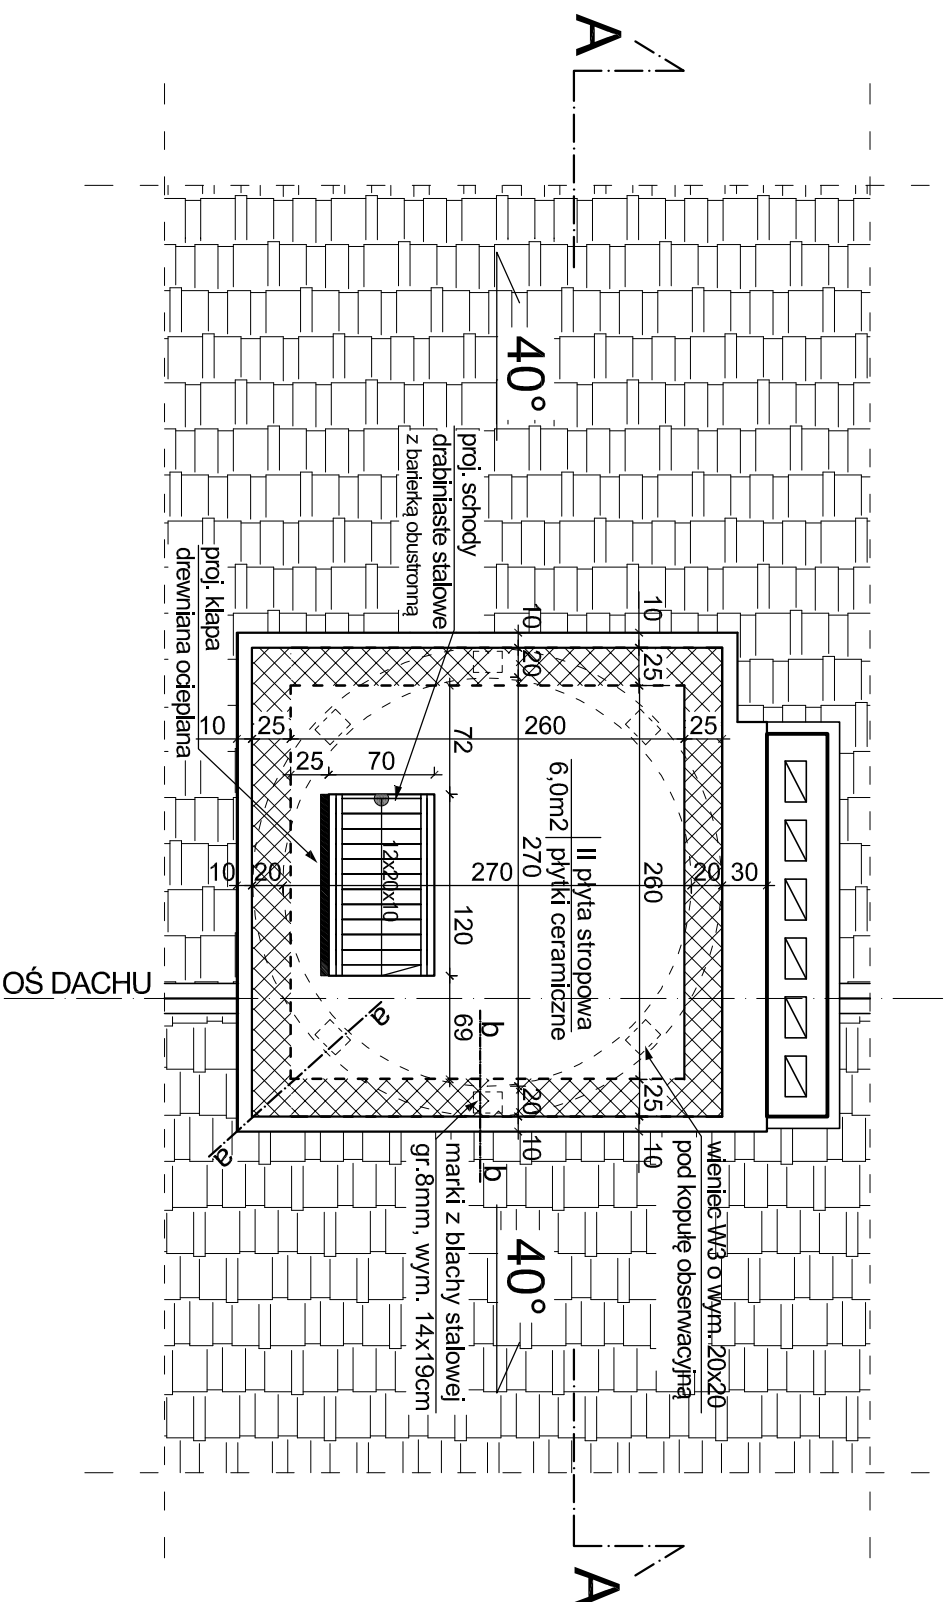 A
40°
proj. schody
drabiniaste stalowe
z barierką obustronną
proj. klapa
drewniana ocieplana
10
10
25
20
10
25
260
25
72
25
70
6,0m2
II płyta stropowa
płytki ceramiczne
270
12x20x10
10
20
270
260
20
30
120
OŚ DACHU
69
a
a
b
b
20
25
10
10
wieniec W3 o wym. 20x20
pod kopułę obserwacyjną
marki z blachy stalowej
gr.8mm, wym. 14x19cm
40°
A